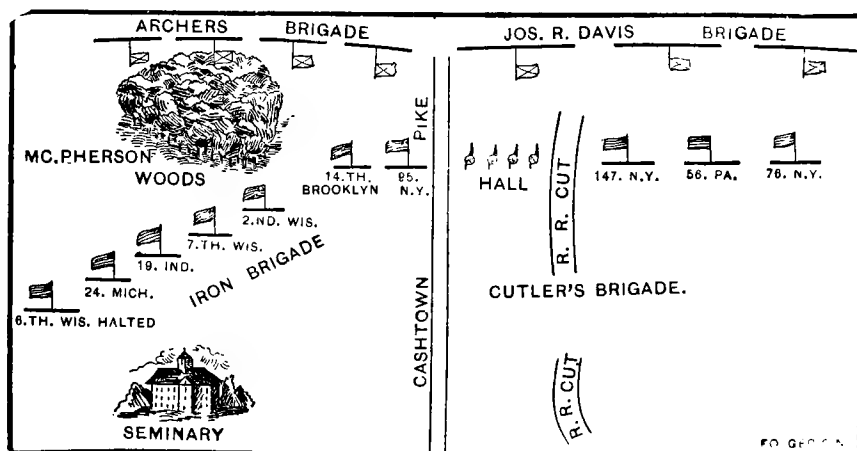 ARCHERS BRIGADE
JOS. R. DAVIS BRIGADE
MC.PHERSON
WOODS
14.TH.
BROOKLYN
95.
N.Y.
PIKE
HALL
R. R. CUT
147. N.Y.
56. PA.
76. N.Y.
2.ND. WIS.
7.TH. WIS.
19. IND.
24. MICH.
6.TH. WIS. HALTED
IRON BRIGADE
CUTLER'S BRIGADE.
CASHTOWN
R. R. CUT
SEMINARY